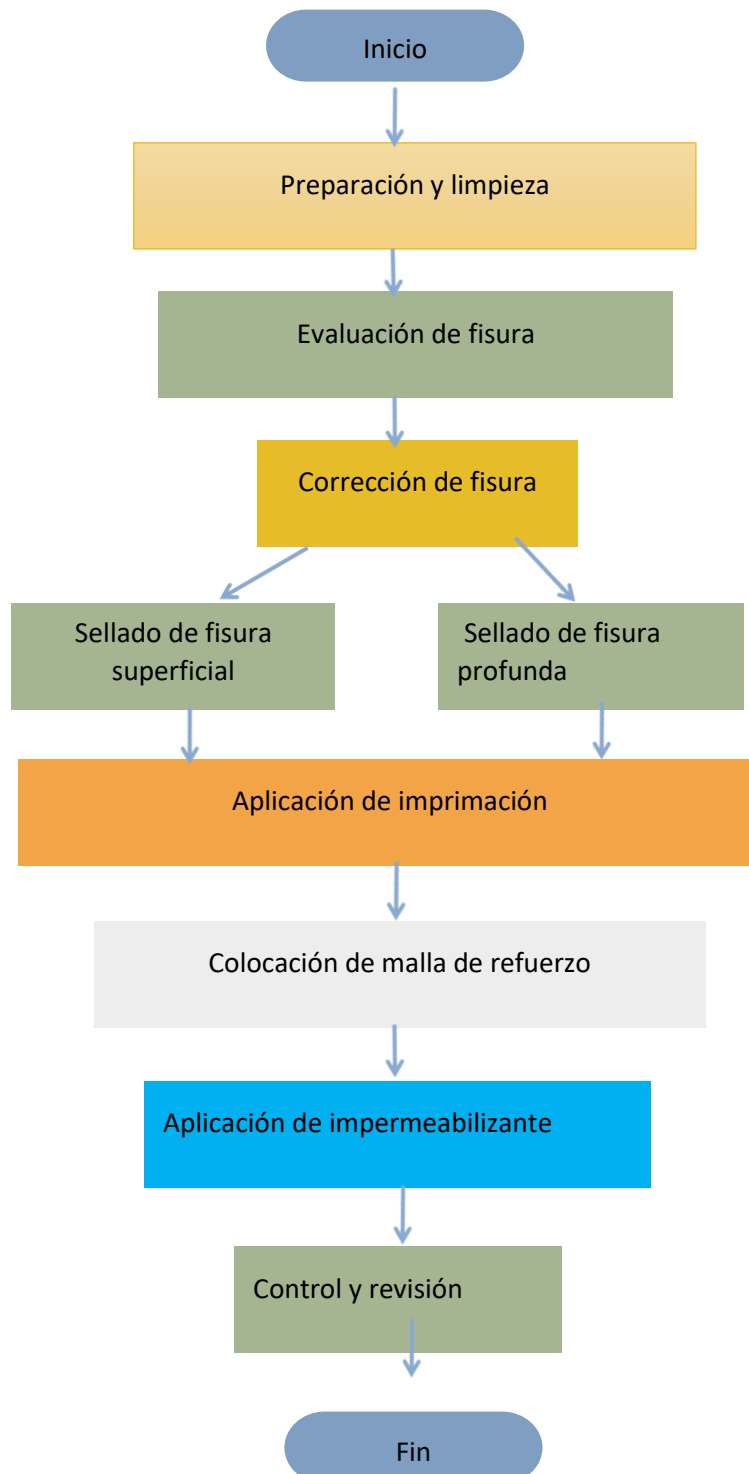 Inicio
Preparación y limpieza
Evaluación de fisura
Corrección de fisura
Sellado de fisura
superficial
Sellado de fisura
profunda
Aplicación de imprimación
Colocación de malla de refuerzo
Aplicación de impermeabilizante
Control y revisión
Fin